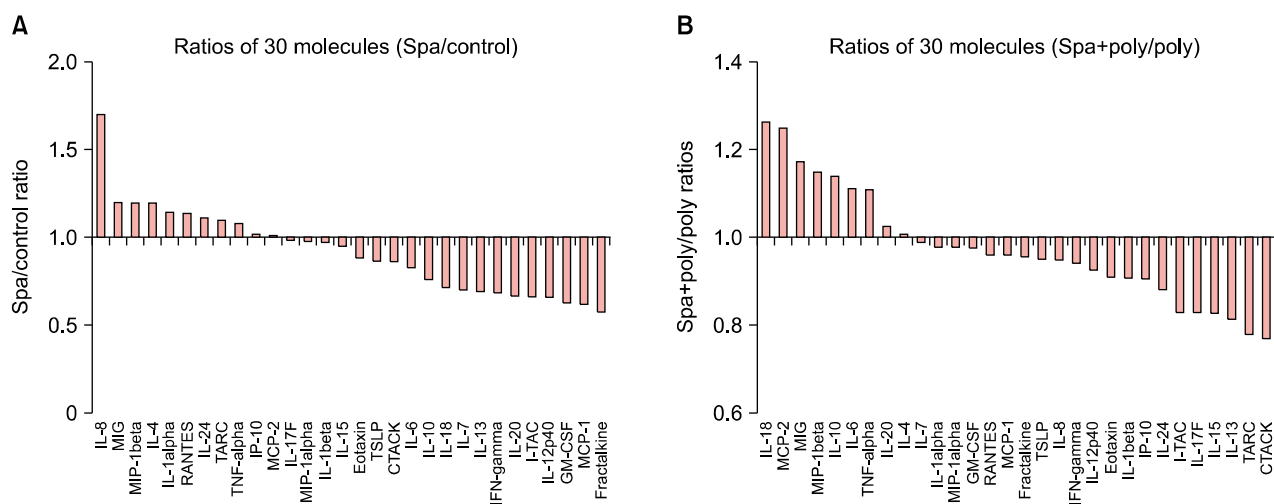 A
Ratios of 30 molecules (Spa/control)
Spa/control ratio
2.0
1.5
1.0
0.5
0
IL-8
MIG
MIP-1beta
IL-4
IL-1alpha
RANTES
IL-24
TARC
TNF-alpha
IP-10
MCP-2
IL-17F
MIP-1alpha
IL-1beta
IL-15
Eotaxin
TSLP
CTACK
IL-6
IL-10
IL-18
IL-7
IL-13
IFN-gamma
IL-20
I-TAC
IL-12p40
GM-CSF
MCP-1
Fractalkine
B
Ratios of 30 molecules (Spa+poly/poly)
Spa+poly/poly ratios
1.4
1.2
1.0
0.8
0.6
IL-18
MCP-2
MIG
MIP-1beta
IL-10
IL-6
TNF-alpha
IL-20
IL-4
IL-7
IL-1alpha
MIP-1alpha
GM-CSF
RANTES
MCP-1
Fractalkine
TSLP
IL-8
IFN-gamma
IL-12p40
Eotaxin
IL-1beta
IP-10
IL-24
I-TAC
IL-17F
IL-15
IL-13
TARC
CTACK